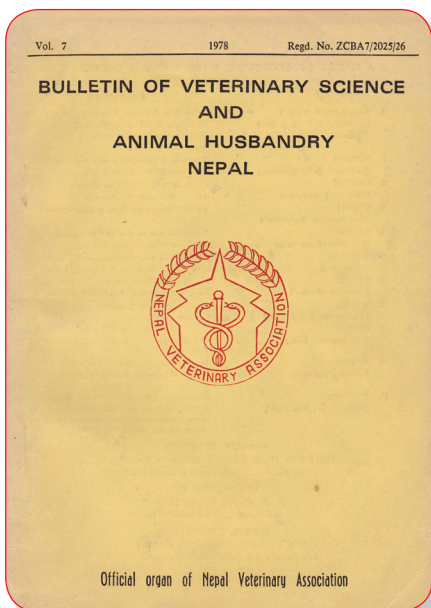 Vol. 7 1978 Regd. No. ZCBA7/2025/26
BULLETIN OF VETERINARY SCIENCE
AND
ANIMAL HUSBANDRY
NEPAL
NEPAL VETERINARY ASSOCIATION
Official organ of Nepal Veterinary Association